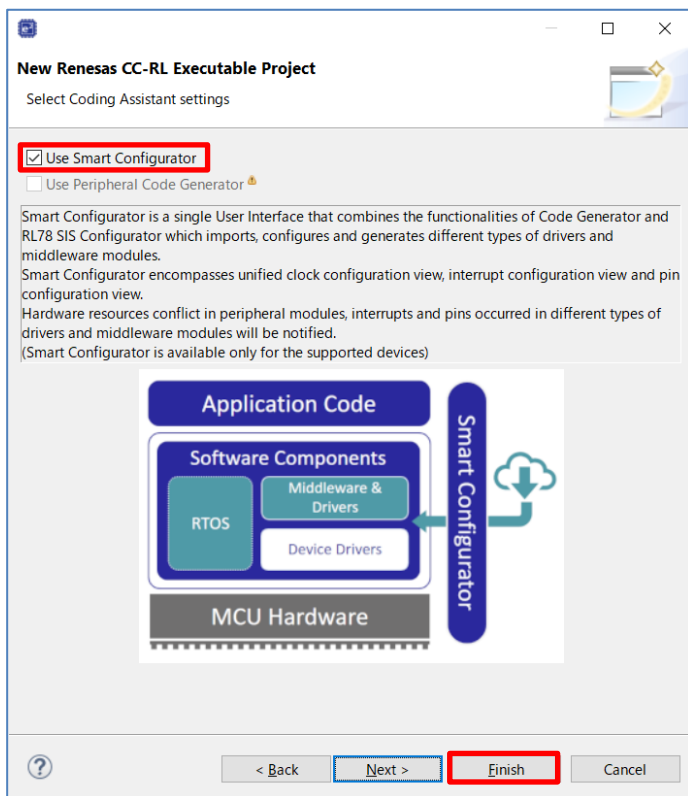 New Renesas CC-RL Executable Project
Select Coding Assistant settings
Use Smart Configurator
Use Peripheral Code Generator
Smart Configurator is a single User Interface that combines the functionalities of Code Generator and
RL78 SIS Configurator which imports, configures and generates different types of drivers and
middleware modules.
Smart Configurator encompasses unified clock configuration view, interrupt configuration view and pin
configuration view.
Hardware resources conflict in peripheral modules, interrupts and pins occurred in different types of
drivers and middleware modules will be notified.
(Smart Configurator is available only for the supported devices)
Application Code
Software Components
RTOS
Middleware &
Drivers
Device Drivers
MCU Hardware
Smart Configurator
?
< Back
Next >
Finish
Cancel